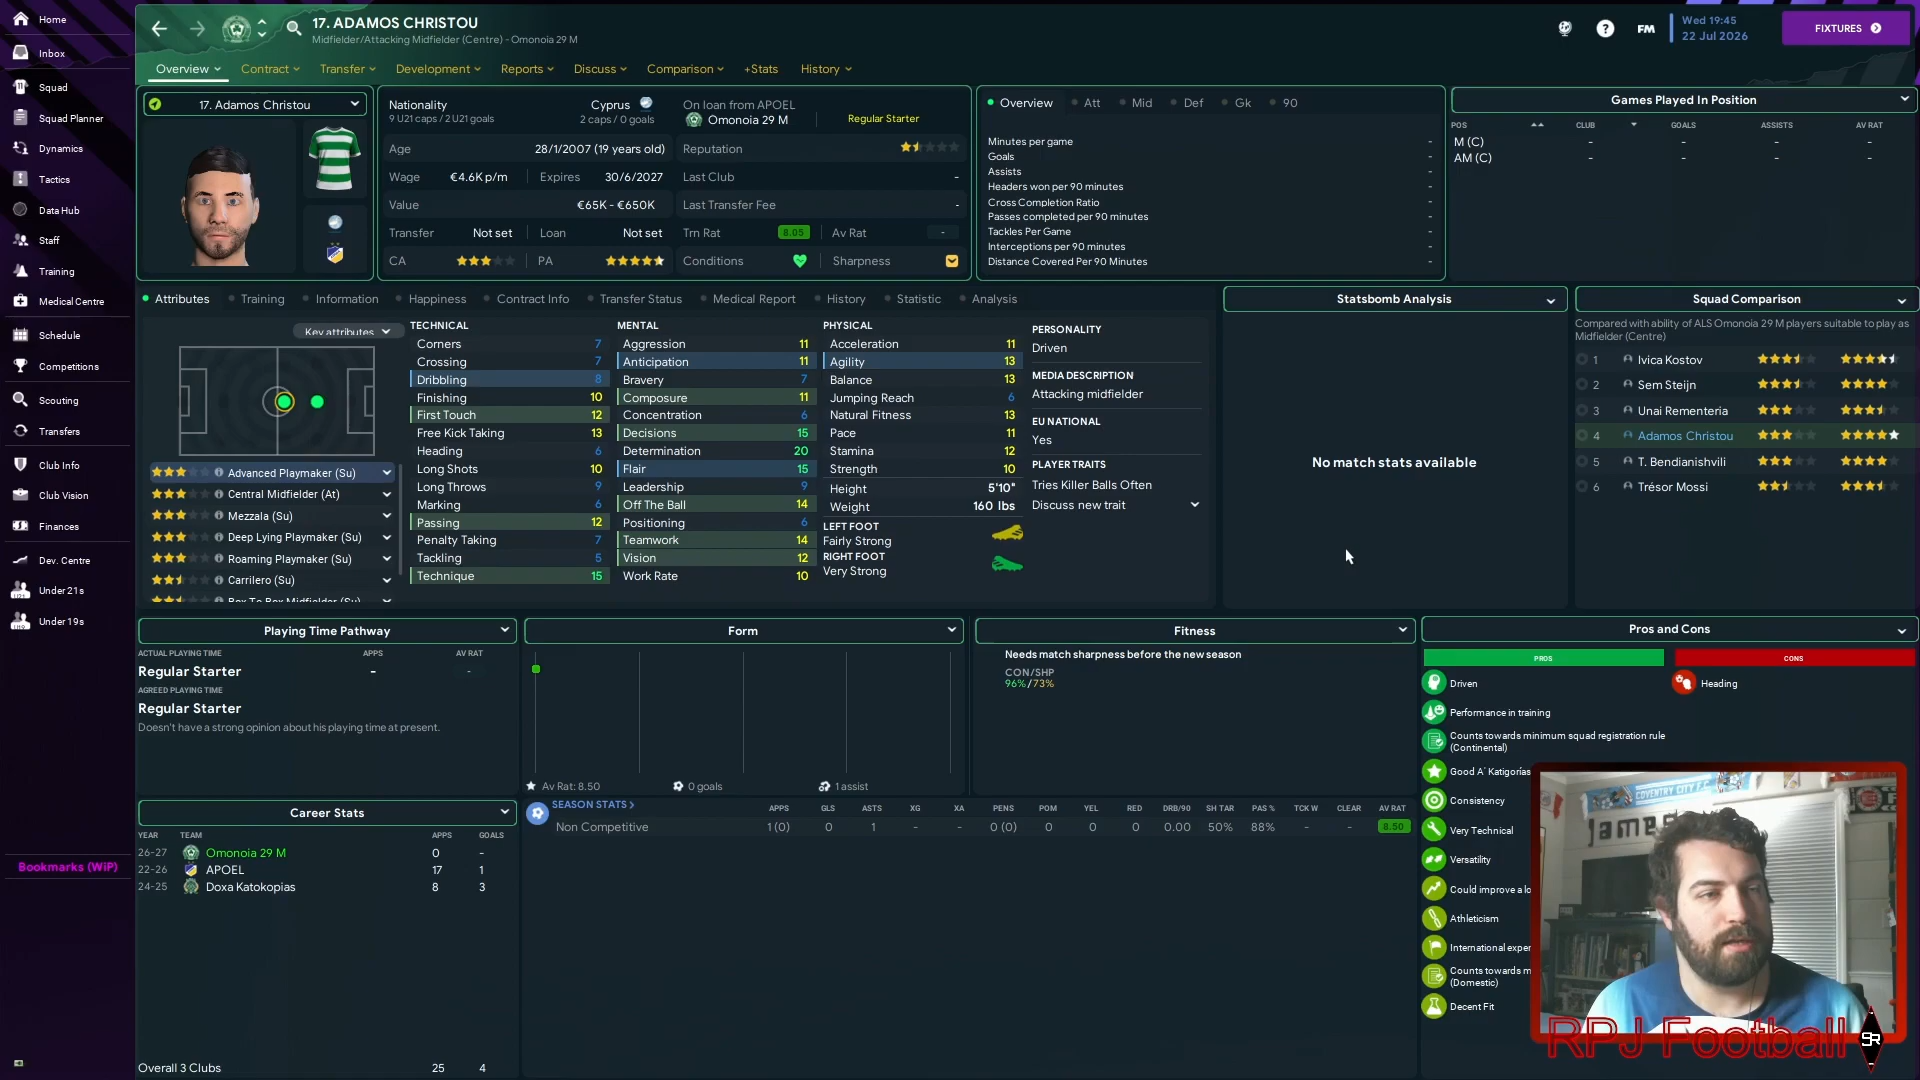 Home
Inbox
Squad
Squad Planner
Dynamics
Tactics
Data Hub
Staff
Training
Medical Centre
Schedule
Competitions
Scouting
Transfers
Club Info
Club Vision
Finances
Dev. Centre
Under 21s
Under 19s
Bookmarks (WiP)
17. ADAMOS CHRISTOU
Midfielder/Attacking Midfielder (Centre) - Omonoia 29 M
FM
Wed 19:45
22 Jul 2026
FIXTURES
Overview Contract Transfer Development Reports Discuss Comparison +Stats History
17. Adamos Christou
Nationality Cyprus
9 U21 caps / 2 U21 goals 2 caps / 0 goals
Age 28/1/2007 (19 years old)
Wage €4.6K p/m Expires 30/6/2027
Value €65K - €650K
Transfer Not set Loan Not set
CA PA
On loan from APOEL
Omonoia 29 M Regular Starter
Reputation
Last Club -
Last Transfer Fee -
Trn Rat 8.05 Av Rat -
Conditions Sharpness
Overview Att Mid Def Gk 90
Minutes per game -
Goals -
Assists -
Headers won per 90 minutes -
Cross Completion Ratio -
Passes completed per 90 minutes -
Tackles Per Game -
Interceptions per 90 minutes -
Distance Covered Per 90 Minutes -
Games Played In Position
POS CLUB GOALS ASSISTS AV RAT
M (C) - - - -
AM (C) - - - -
Attributes Training Information Happiness Contract Info Transfer Status Medical Report History Statistic Analysis
Key attributes
Advanced Playmaker (Su)
Central Midfielder (At)
Mezzala (Su)
Deep Lying Playmaker (Su)
Roaming Playmaker (Su)
Carrilero (Su)
Box To Box Midfielder (Su)
TECHNICAL
Corners 7
Crossing 7
Dribbling 8
Finishing 10
First Touch 12
Free Kick Taking 13
Heading 6
Long Shots 10
Long Throws 9
Marking 6
Passing 12
Penalty Taking 7
Tackling 5
Technique 15
MENTAL
Aggression 11
Anticipation 11
Bravery 7
Composure 11
Concentration 6
Decisions 15
Determination 20
Flair 15
Leadership 9
Off The Ball 14
Positioning 6
Teamwork 14
Vision 12
Work Rate 10
PHYSICAL
Acceleration 11
Agility 13
Balance 13
Jumping Reach 6
Natural Fitness 13
Pace 11
Stamina 12
Strength 10
Height 5'10"
Weight 160 lbs
LEFT FOOT
Fairly Strong
RIGHT FOOT
Very Strong
PERSONALITY
Driven
MEDIA DESCRIPTION
Attacking midfielder
EU NATIONAL
Yes
PLAYER TRAITS
Tries Killer Balls Often
Discuss new trait
Statsbomb Analysis
No match stats available
Squad Comparison
Compared with ability of ALS Omonoia 29 M players suitable to play as
Midfielder (Centre)
1 Ivica Kostov
2 Sem Steijn
3 Unai Rementeria
4 Adamos Christou
5 T. Bendianishvili
6 Trésor Mossi
Playing Time Pathway
ACTUAL PLAYING TIME APPS AV RAT
Regular Starter - -
AGREED PLAYING TIME
Regular Starter
Doesn't have a strong opinion about his playing time at present.
Form
Av Rat: 8.50 0 goals 1 assist
Fitness
Needs match sharpness before the new season
CON/SHP
96%/73%
Pros and Cons
PROS CONS
Driven
Performance in training
Counts towards minimum squad registration rule
(Continental)
Good A' Katigorías
Consistency
Very Technical
Versatility
Could improve a lo
Athleticism
International exper
Counts towards m
(Domestic)
Decent Fit
Heading
Career Stats
YEAR TEAM APPS GOALS
26-27 Omonoia 29 M 0 -
22-26 APOEL 17 1
24-25 Doxa Katokopias 8 3
Overall 3 Clubs 25 4
SEASON STATS > APPS GLS ASTS XG XA PENS POM YEL RED DRB/90 SH TAR PAS % TCK W CLEAR AV RAT
Non Competitive 1 (0) 0 1 - - 0 (0) 0 0 0 0.00 50% 88% - - 8.50
COVENTRY CITY
James
RPJ Football
SR